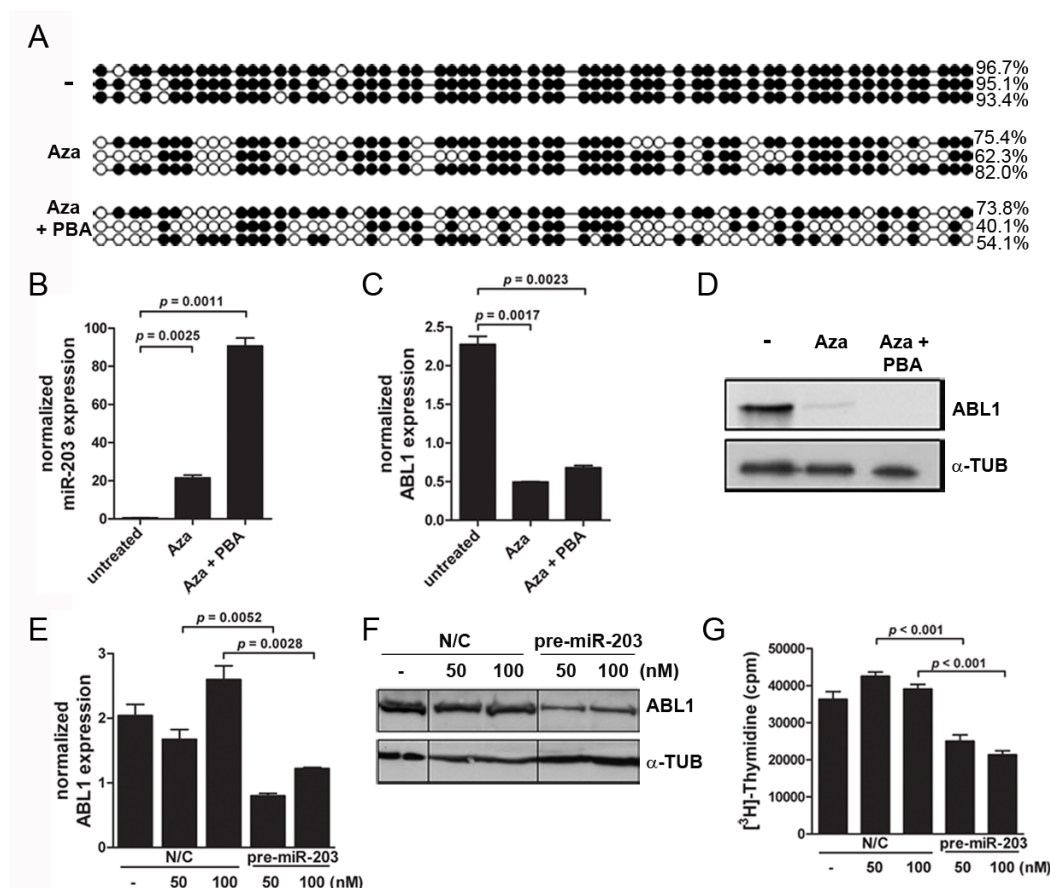 A
-
96.7%
95.1%
93.4%
Aza
75.4%
62.3%
82.0%
Aza
+ PBA
73.8%
40.1%
54.1%
B
normalized
miR-203 expression
p = 0.0011
p = 0.0025
100
80
60
40
20
0
untreated
Aza
Aza + PBA
C
normalized
ABL1 expression
p = 0.0023
p = 0.0017
2.5
2.0
1.5
1.0
0.5
0.0
untreated
Aza
Aza + PBA
D
- Aza Aza +
PBA
ABL1
α-TUB
E
normalized
ABL1 expression
p = 0.0052
p = 0.0028
3
2
1
0
N/C pre-miR-203
- 50 100 50 100 (nM)
F
N/C pre-miR-203
- 50 100 50 100 (nM)
ABL1
α-TUB
G
[³H]-Thymidine (cpm)
p < 0.001
p < 0.001
50000
40000
30000
20000
10000
0
N/C pre-miR-203
- 50 100 50 100 (nM)